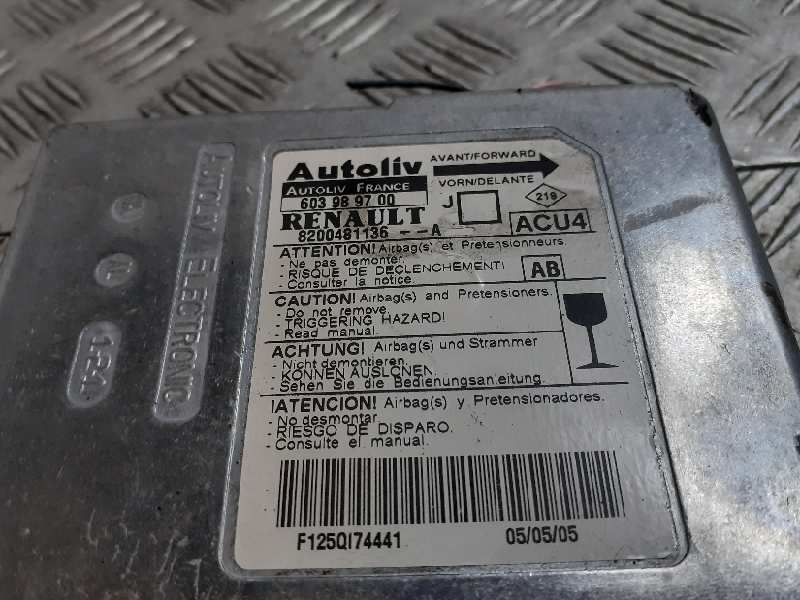 Autoliv
AVANT/FORWARD
AUTOLIV FRANCE
VORN/DELANTE
603 98 97 00
J
216
RENAULT
ACU4
8200481136 --A
ATTENTION! Airbag(s) et Pretensionneurs
- Ne pas demonter.
- RISQUE DE DECLENCHEMENT!
- Consulter la notice.
AB
CAUTION! Airbag(s) and Pretensioners.
- Do not remove.
- TRIGGERING HAZARD!
- Read manual.
ACHTUNG! Airbag(s) und Strammer
- Nicht demontieren.
- KONNEN AUSLONEN.
- Sehen Sie die Bedienungsanleitung.
¡ATENCION! Airbag(s) y Pretensionadores.
- No desmontar
- RIESGO DE DISPARO.
- Consulte el manual.
F125QI74441
05/05/05
AUTOLIV ELECTRONIC